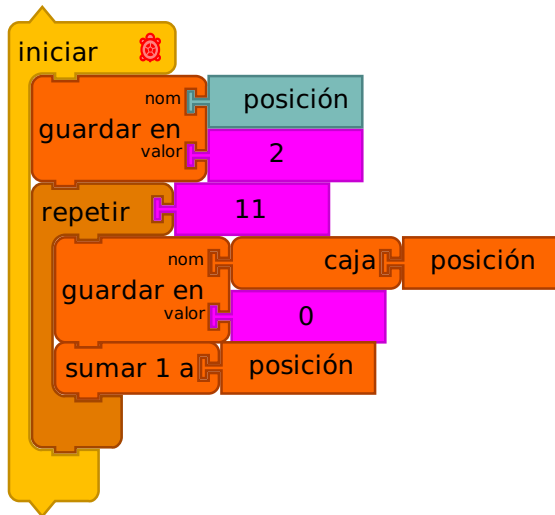 iniciar
nom posición
guardar en
valor 2
repetir 11
nom caja posición
guardar en
valor 0
sumar 1 a posición